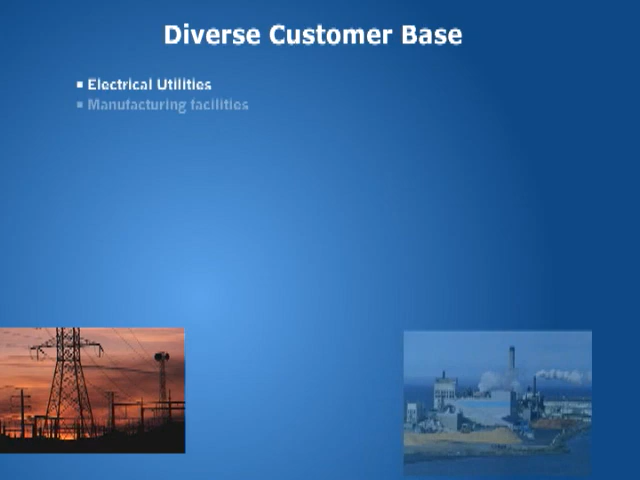 Diverse Customer Base
▪ Electrical Utilities
▪ Manufacturing facilities